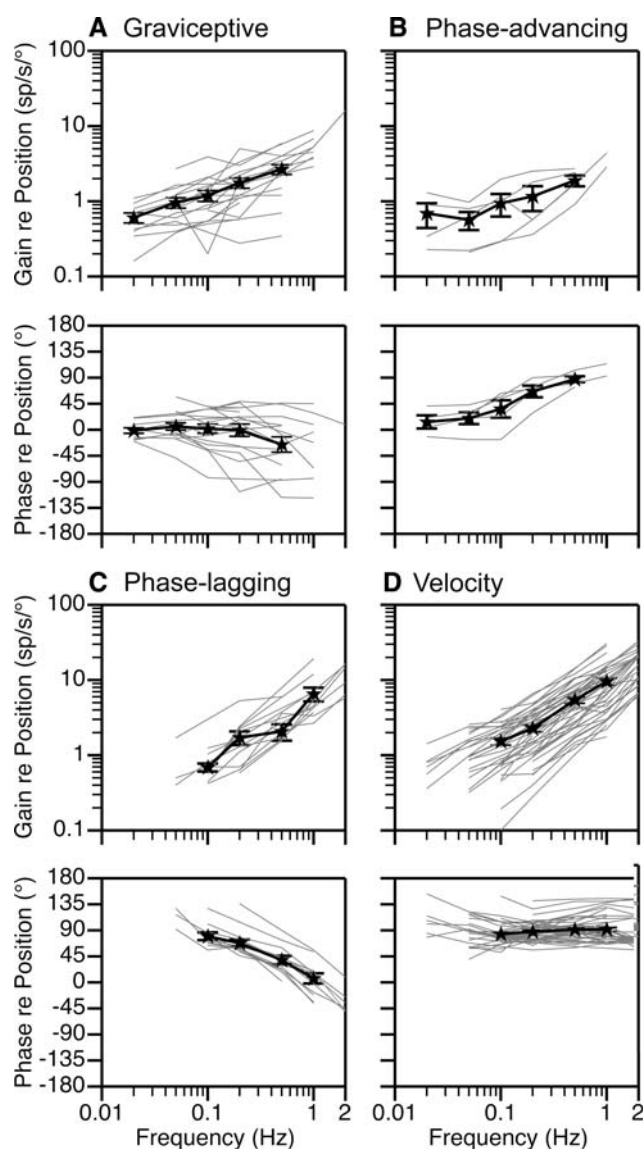 A Graviceptive
B Phase-advancing
Gain re Position (sp/s/°)
100
10
1
0.1
Phase re Position (°)
180
135
90
45
0
-45
-90
-135
-180
C Phase-lagging
D Velocity
Gain re Position (sp/s/°)
100
10
1
0.1
Phase re Position (°)
180
135
90
45
0
-45
-90
-135
-180
0.01 0.1 1 2
0.01 0.1 1 2
Frequency (Hz)
Frequency (Hz)